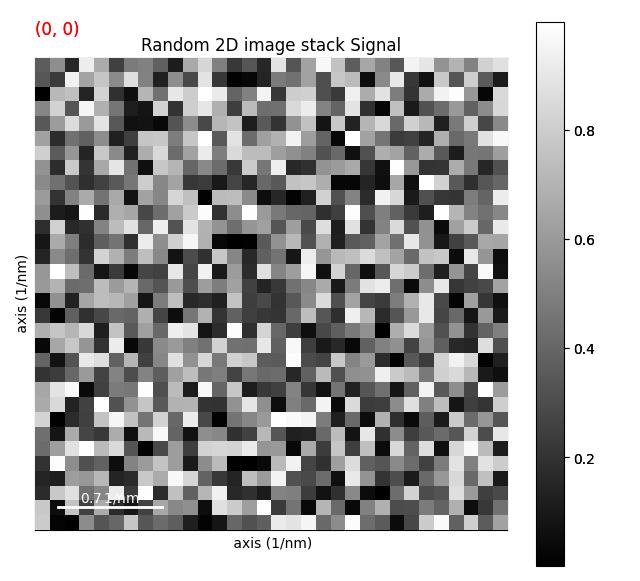 (0, 0)
Random 2D image stack Signal
0.8
0.6
0.4
0.2
axis (1/nm)
0.7 1/nm
axis (1/nm)